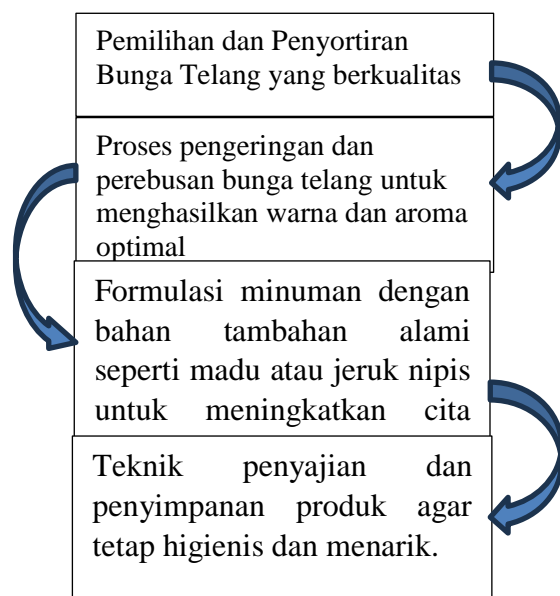 Pemilihan dan Penyortiran
Bunga Telang yang berkualitas
Proses pengeringan dan
perebusan bunga telang untuk
menghasilkan warna dan aroma
optimal
Formulasi minuman dengan
bahan tambahan alami
seperti madu atau jeruk nipis
untuk meningkatkan cita
Teknik penyajian dan
penyimpanan produk agar
tetap higienis dan menarik.